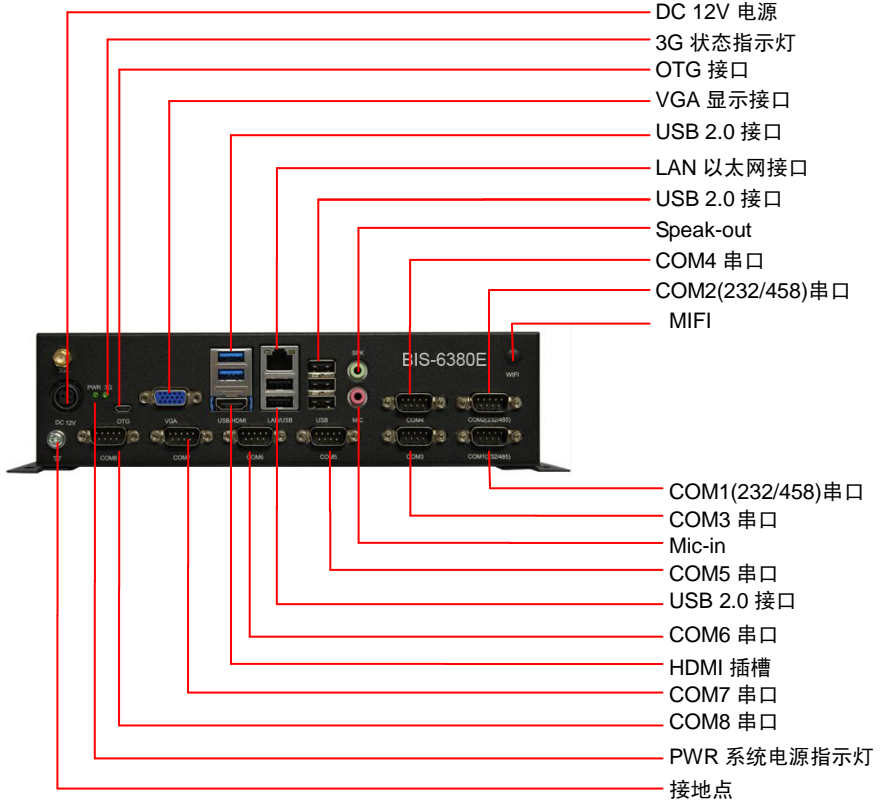 DC 12V 电源
3G 状态指示灯
OTG 接口
VGA 显示接口
USB 2.0 接口
LAN 以太网接口
USB 2.0 接口
Speak-out
COM4 串口
COM2(232/458)串口
MIFI
3G
SPK
BIS-6380E
WIFI
PWR 3G
DC 12V
OTG
VGA
USB/HDMI
LAN/USB
USB
MIC
COM4
COM2(232/485)
COM8
COM7
COM6
COM5
COM3
COM1(232/485)
COM1(232/458)串口
COM3 串口
Mic-in
COM5 串口
USB 2.0 接口
COM6 串口
HDMI 插槽
COM7 串口
COM8 串口
PWR 系统电源指示灯
接地点